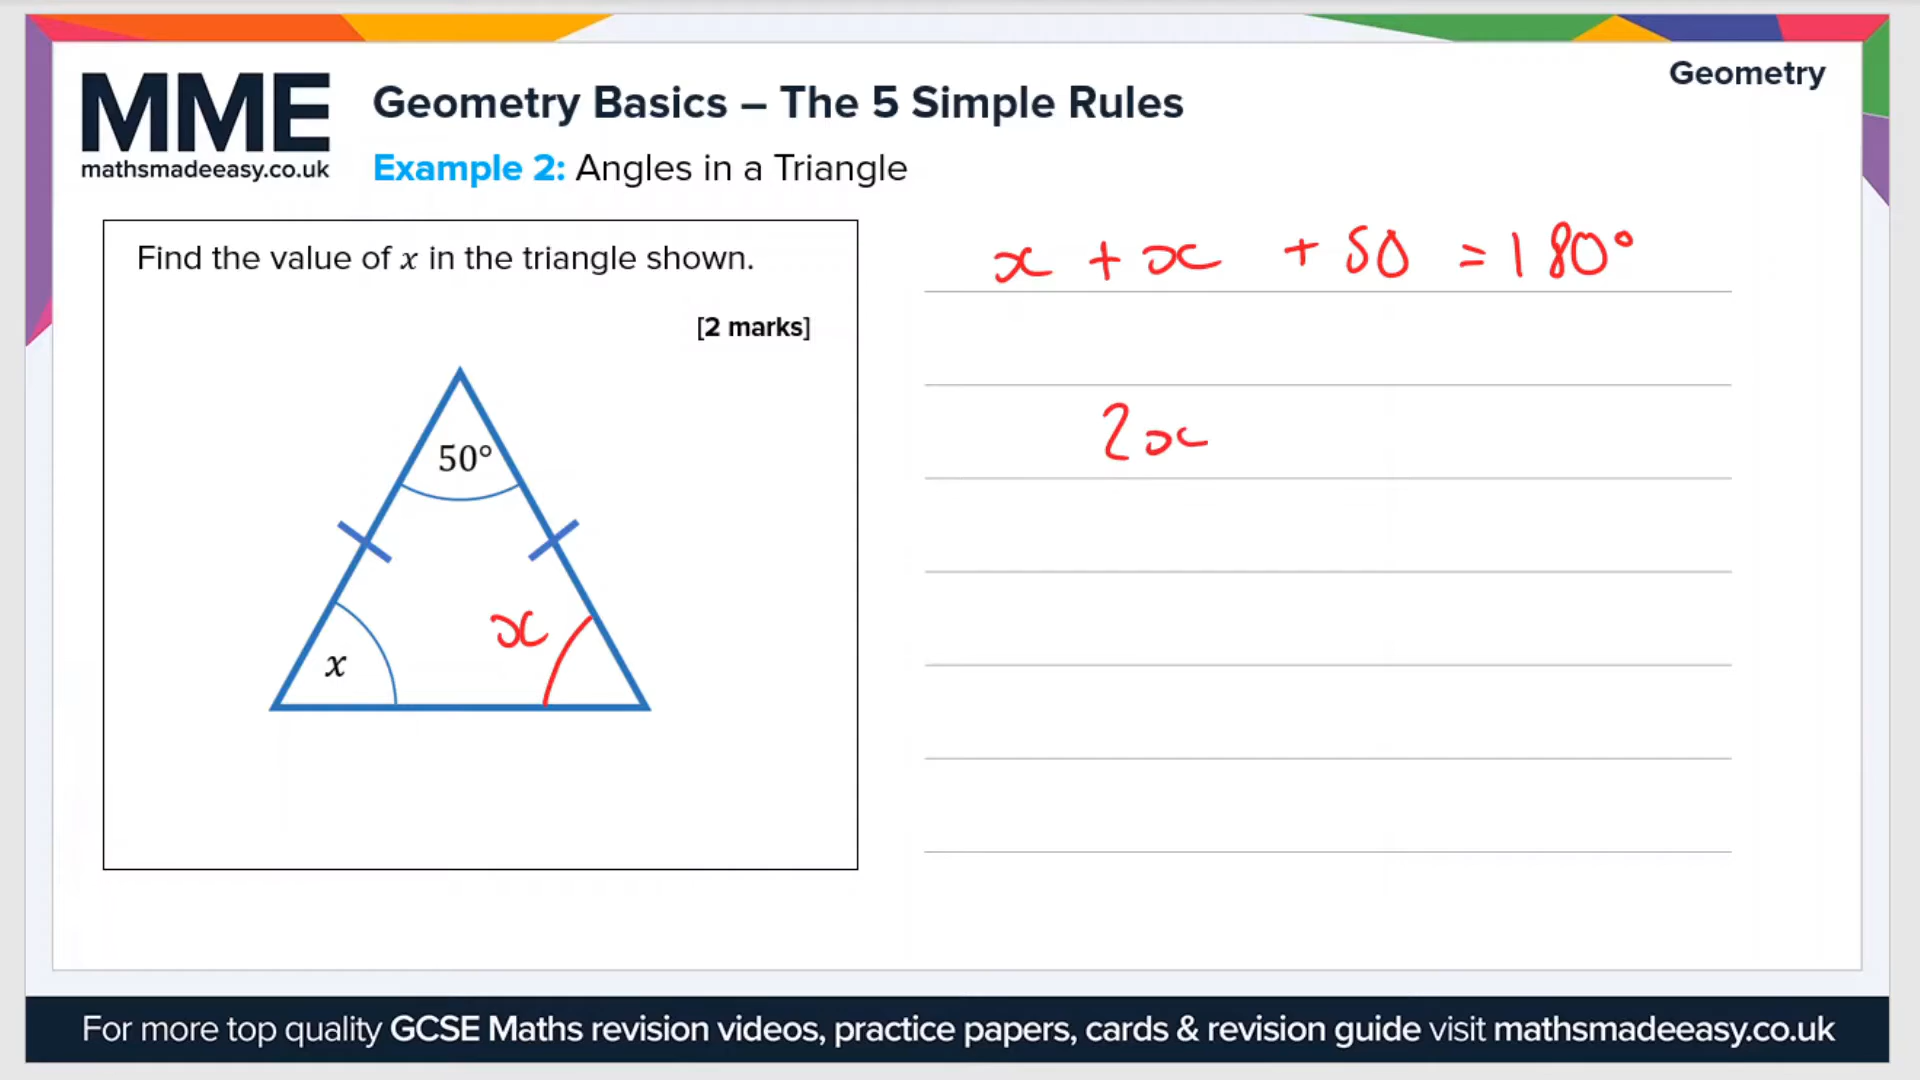 Geometry
MME
mathsmadeeasy.co.uk
Geometry Basics – The 5 Simple Rules
Example 2: Angles in a Triangle
Find the value of x in the triangle shown.
[2 marks]
50°
x
x
x + x + 50 = 180°
2x
For more top quality GCSE Maths revision videos, practice papers, cards & revision guide visit mathsmadeeasy.co.uk